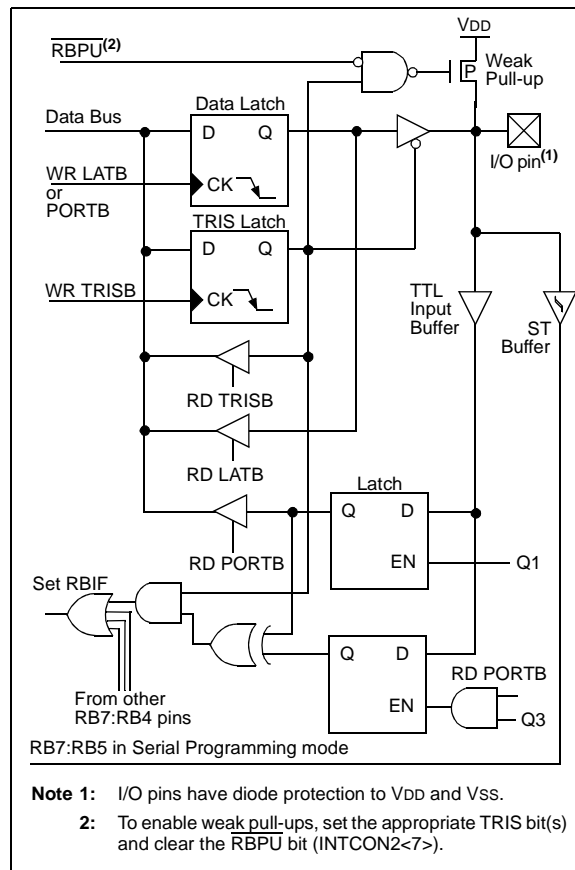 VDD
RBPU(2)
P
Weak
Pull-up
Data Bus
Data Latch
D Q
I/O pin(1)
WR LATB
or
PORTB
CK
TRIS Latch
D Q
WR TRISB
CK
TTL
Input
Buffer
ST
Buffer
RD TRISB
RD LATB
Latch
Q D
EN
Q1
RD PORTB
Set RBIF
Q D
RD PORTB
EN
Q3
From other
RB7:RB4 pins
RB7:RB5 in Serial Programming mode
Note 1: I/O pins have diode protection to VDD and VSS.
2: To enable weak pull-ups, set the appropriate TRIS bit(s)
and clear the RBPU bit (INTCON2<7>).